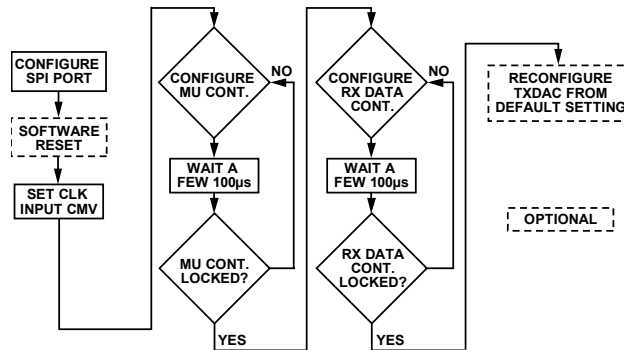 CONFIGURE
SPI PORT
SOFTWARE
RESET
SET CLK
INPUT CMV
CONFIGURE
MU CONT.
NO
WAIT A
FEW 100µs
MU CONT.
LOCKED?
YES
CONFIGURE
RX DATA
CONT.
NO
WAIT A
FEW 100µs
RX DATA
CONT.
LOCKED?
YES
RECONFIGURE
TXDAC FROM
DEFAULT SETTING
OPTIONAL